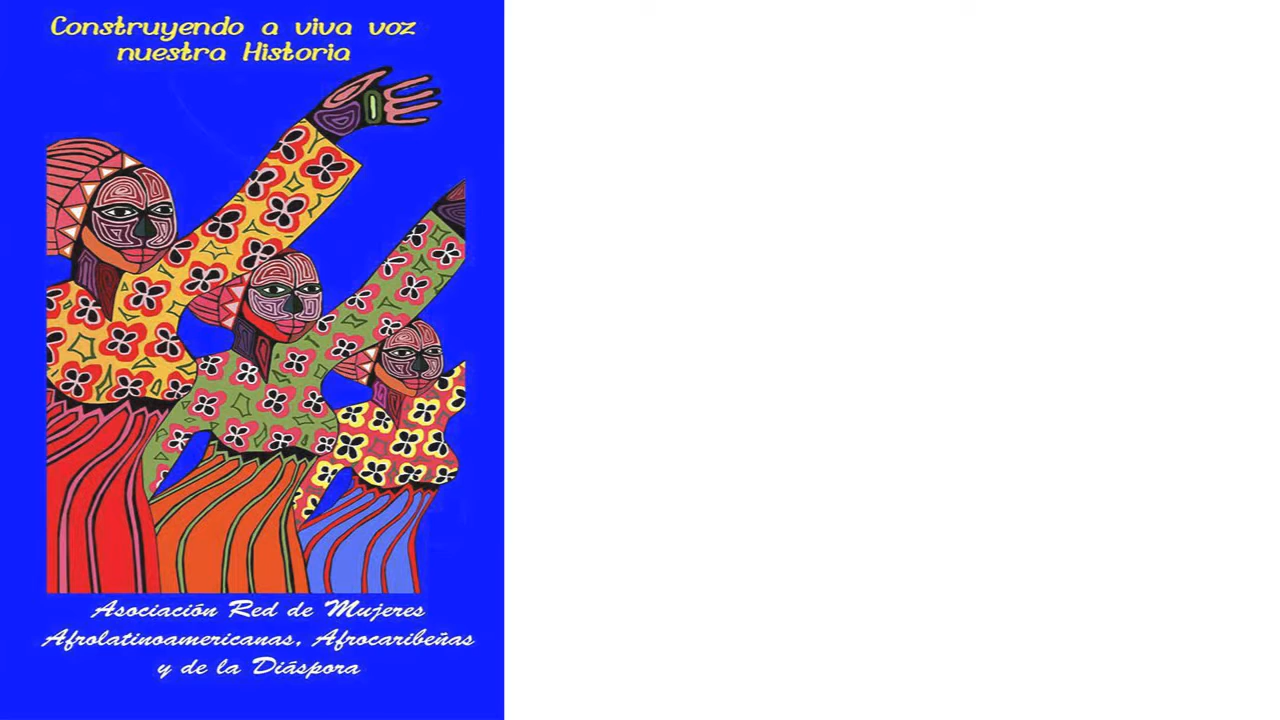 Construyendo a viva voz
nuestra Historia
Asociación Red de Mujeres
Afrolatinoamericanas, Afrocaribeñas
y de la Diáspora